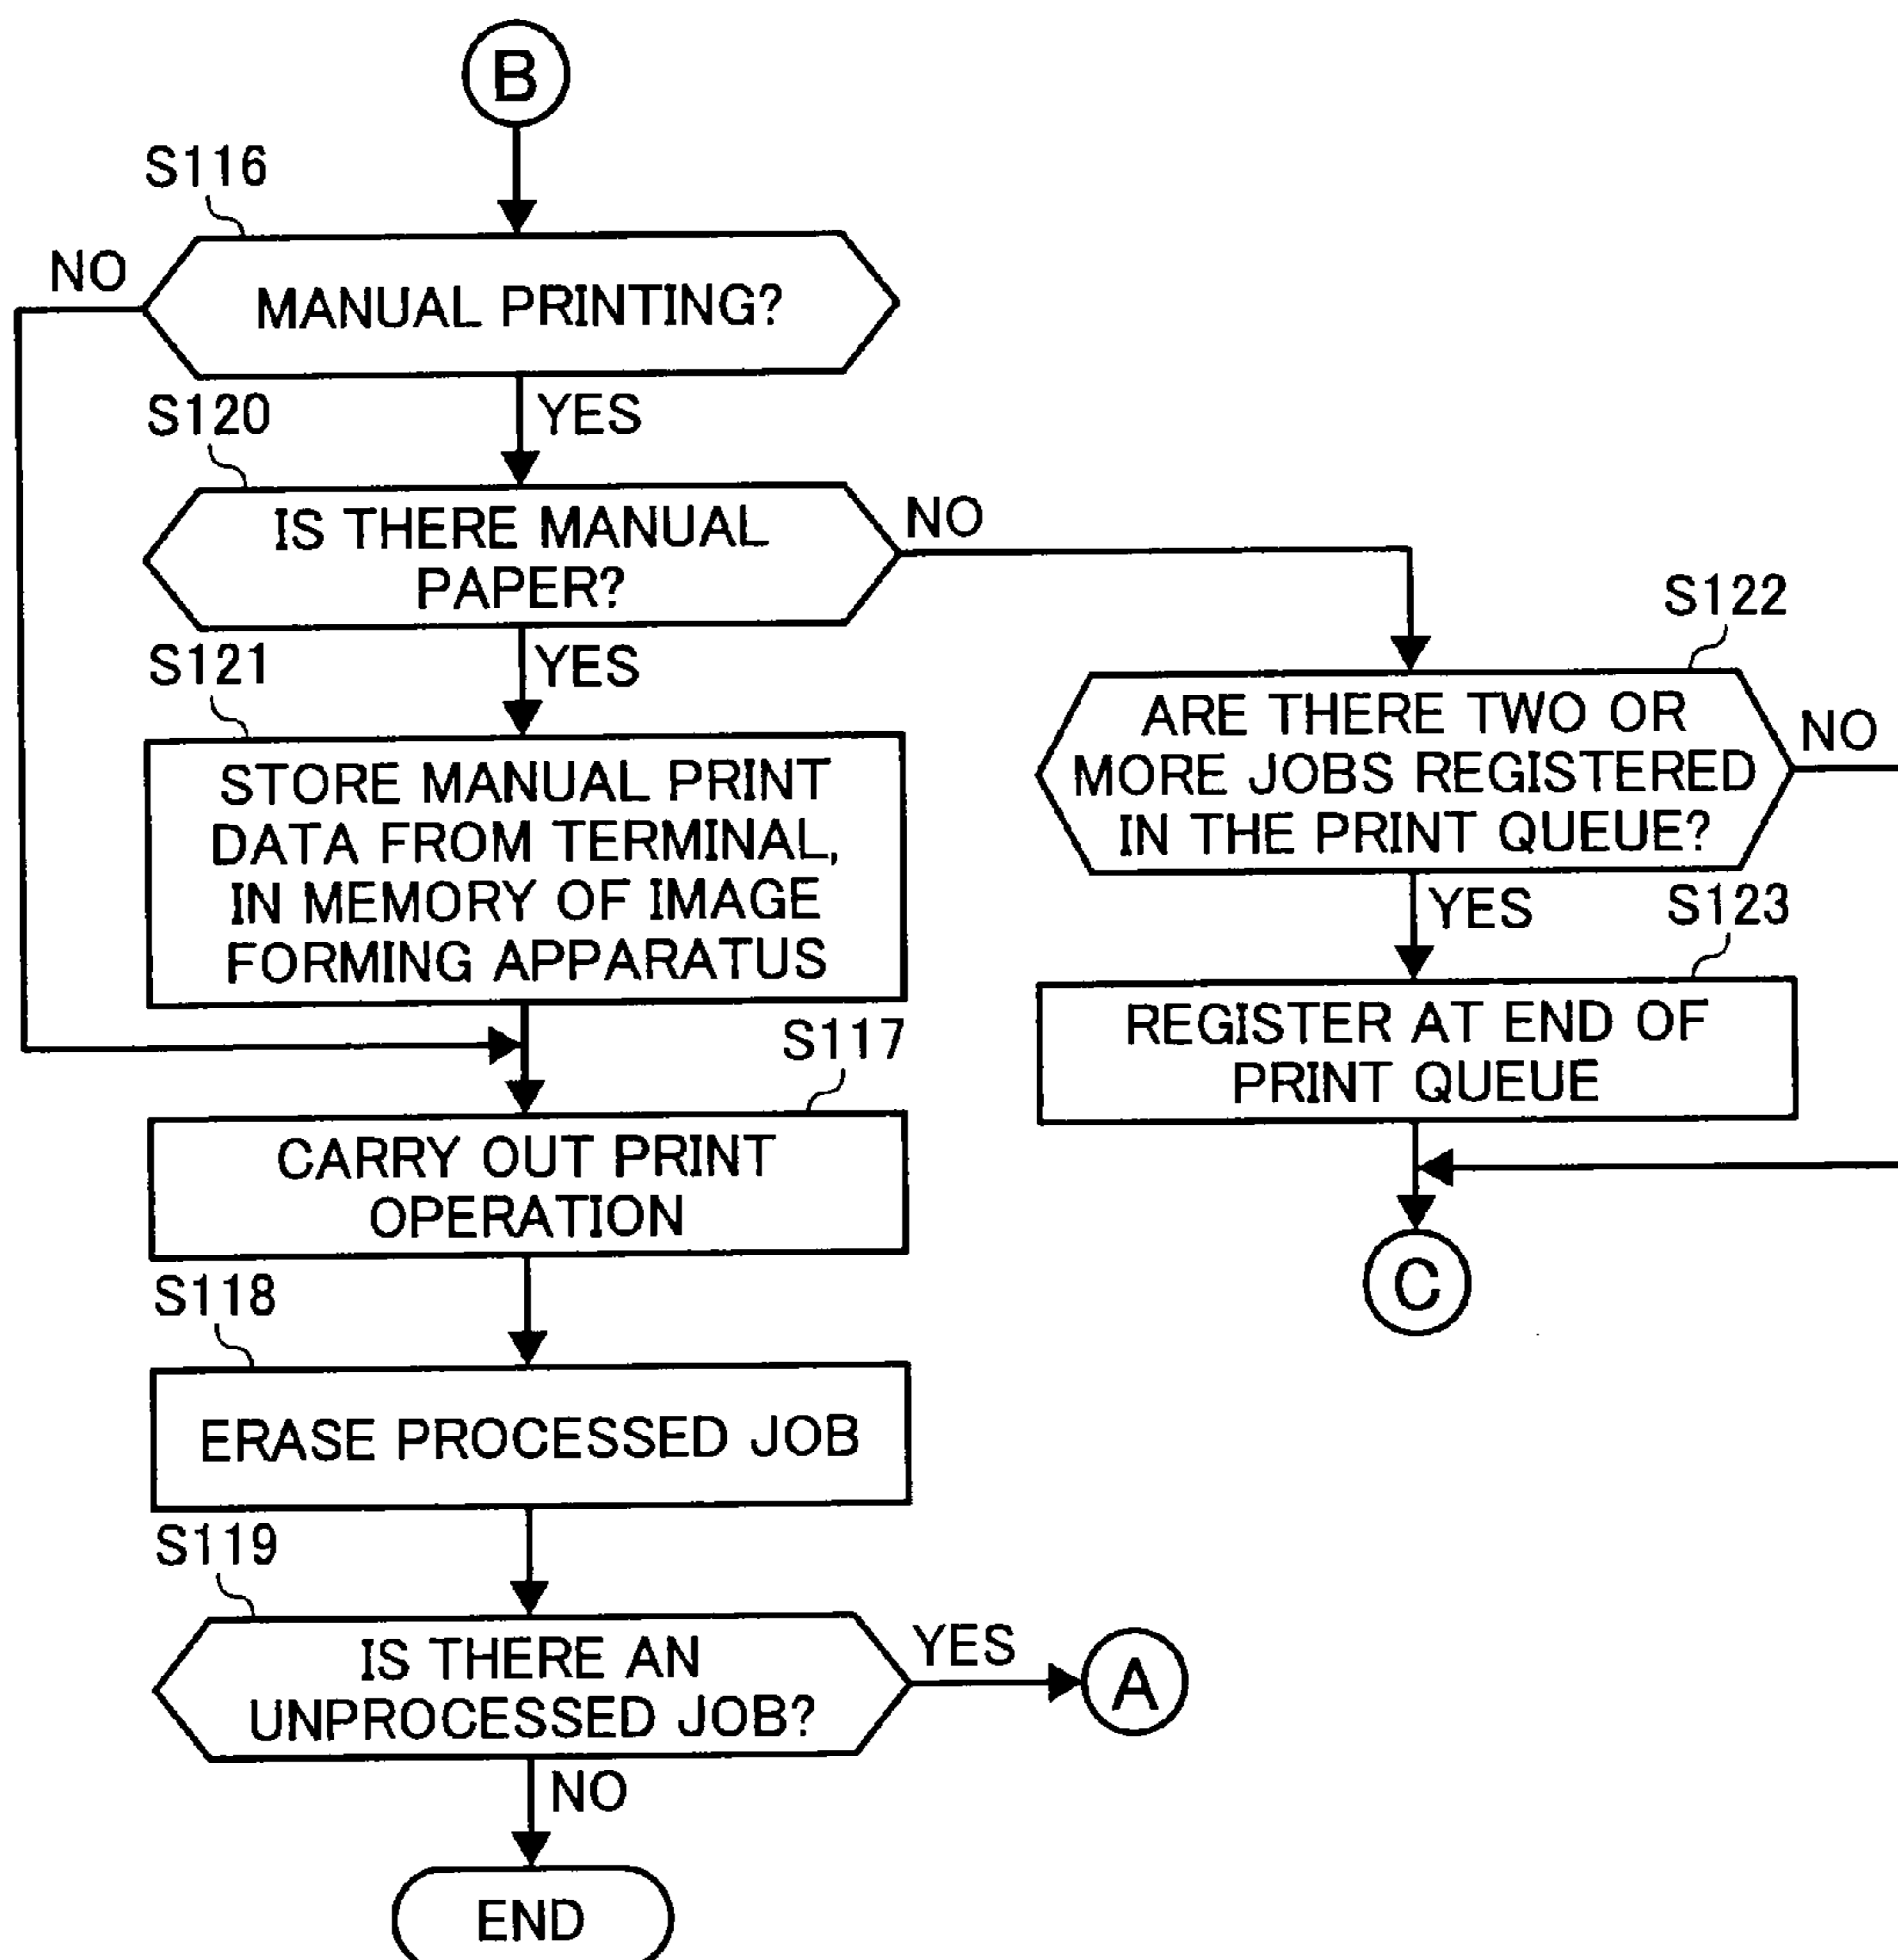 B
S116
NO
MANUAL PRINTING?
YES
S120
IS THERE MANUAL
PAPER?
NO
YES
S121
STORE MANUAL PRINT
DATA FROM TERMINAL,
IN MEMORY OF IMAGE
FORMING APPARATUS
S122
ARE THERE TWO OR
MORE JOBS REGISTERED
IN THE PRINT QUEUE?
NO
YES
S123
REGISTER AT END OF
PRINT QUEUE
C
S117
CARRY OUT PRINT
OPERATION
S118
ERASE PROCESSED JOB
S119
IS THERE AN
UNPROCESSED JOB?
YES
A
NO
END